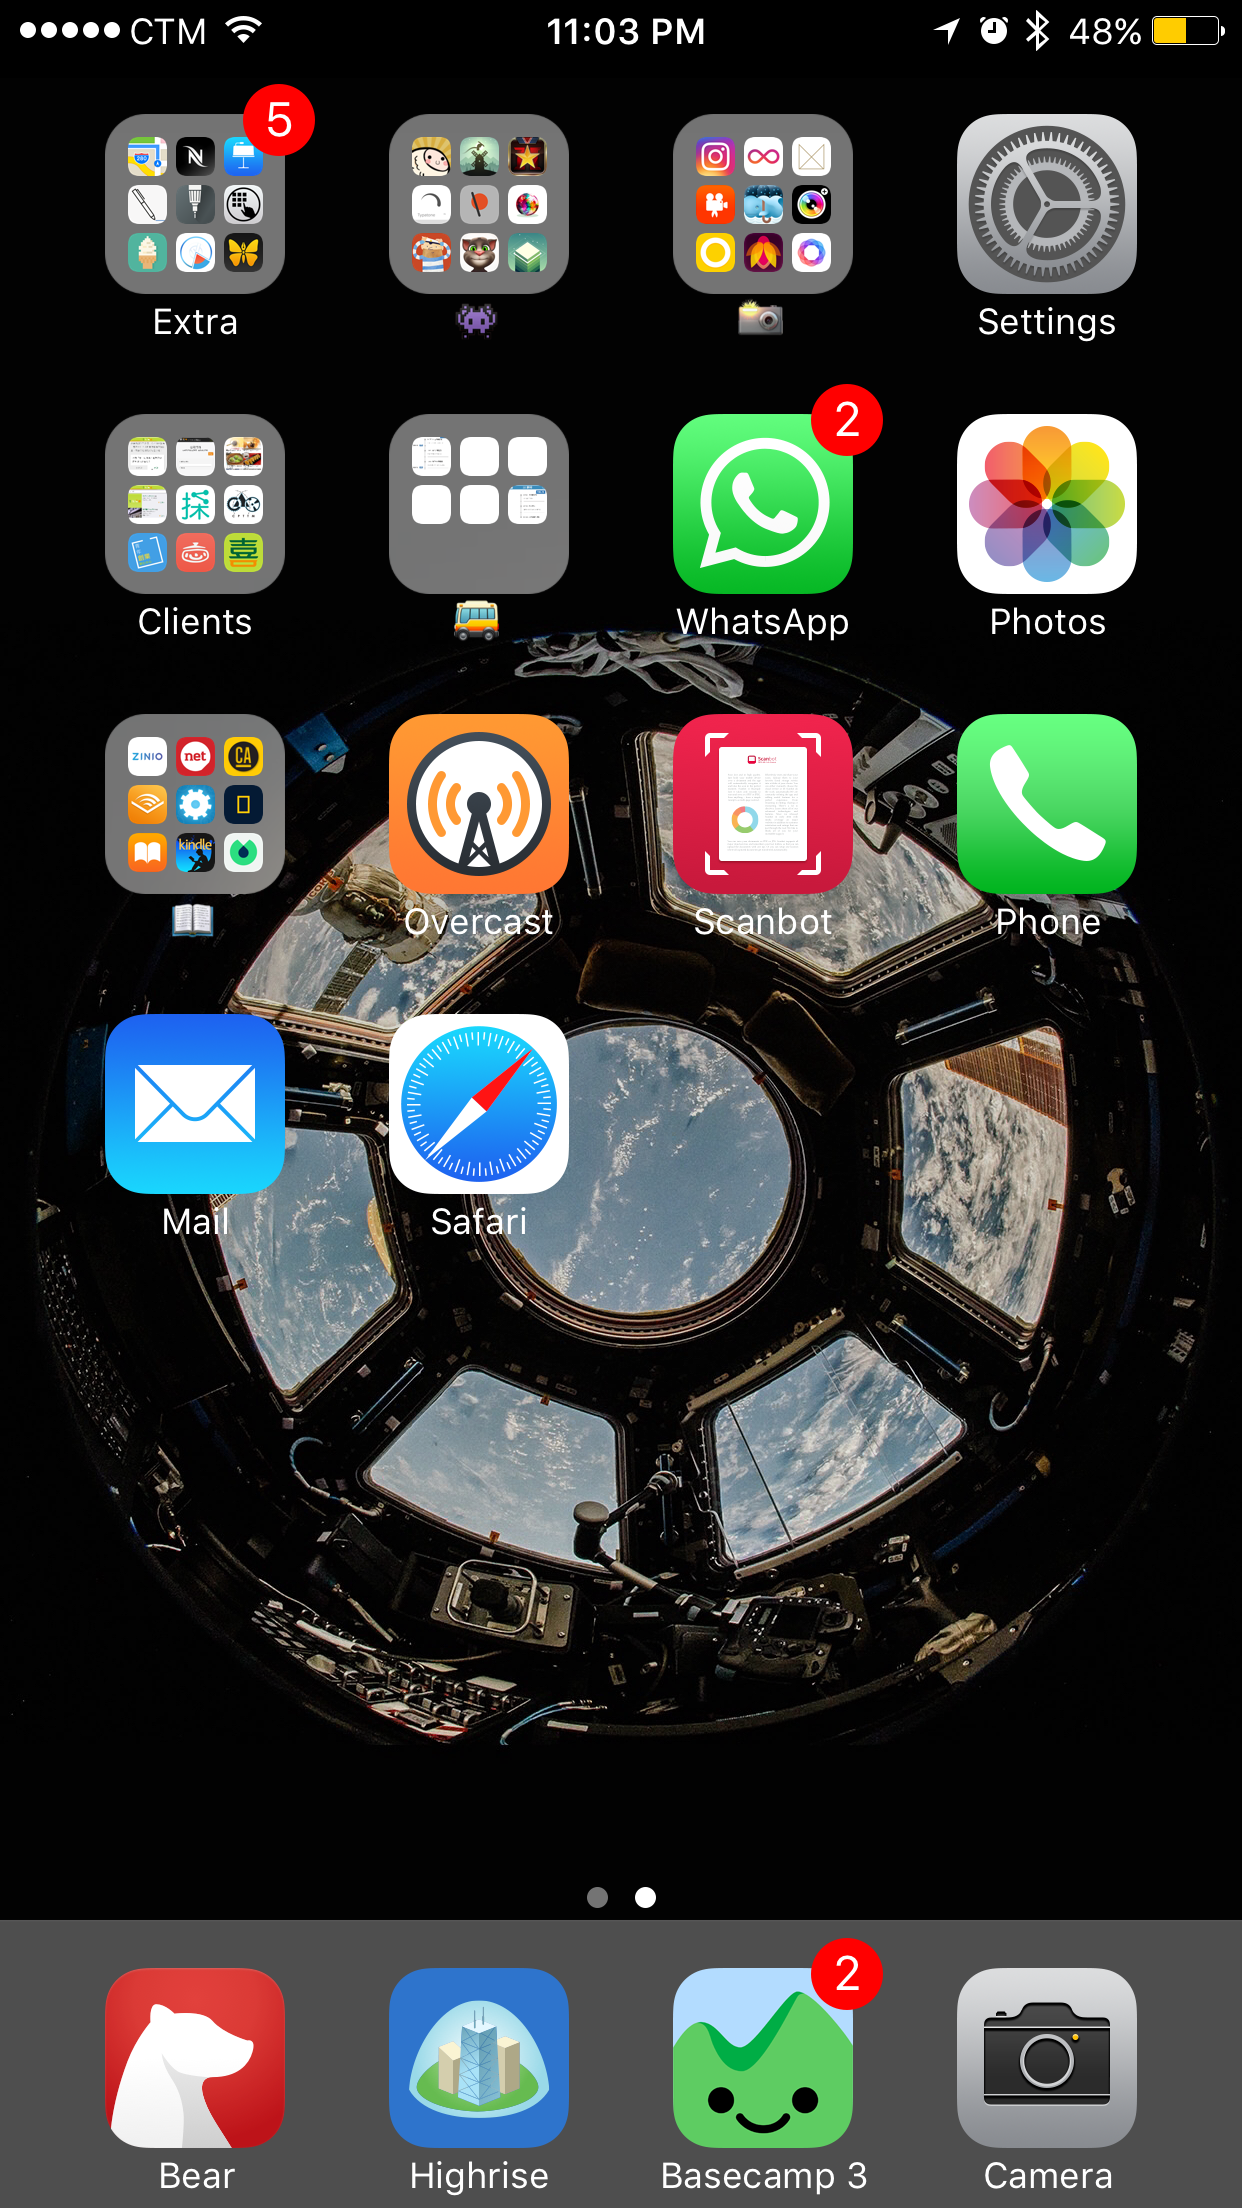 CTM 11:03 PM 48%
5
Extra 👾 📸 Settings
2
Clients 🚌 WhatsApp Photos
ZINIO net CA
kindle
Scanbot
📖 Overcast Scanbot Phone
Mail Safari
2
Bear Highrise Basecamp 3 Camera